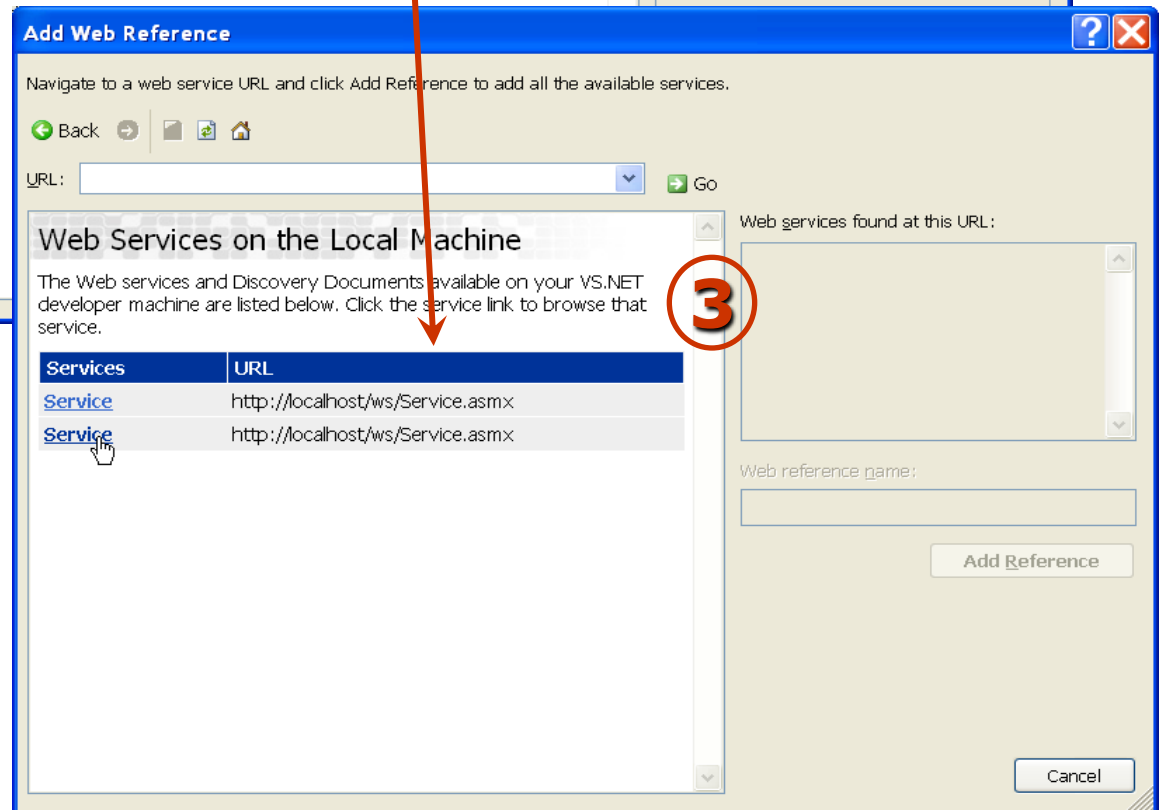 Add Web Reference
Navigate to a web service URL and click Add Reference to add all the available services.
Back
URL:
Go
Web Services on the Local Machine
The Web services and Discovery Documents available on your VS.NET
developer machine are listed below. Click the service link to browse that
service.
Services URL
Service http://localhost/ws/Service.asmx
Service http://localhost/ws/Service.asmx
3
Web services found at this URL:
Web reference name:
Add Reference
Cancel